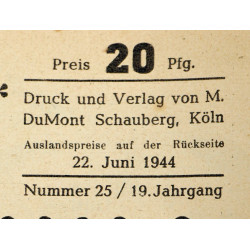 Preis 20 Pfg.
Druck und Verlag von M.
DuMont Schauberg, Köln
Auslandspreise auf der Rückseite
22. Juni 1944
Nummer 25 / 19. Jahrgang